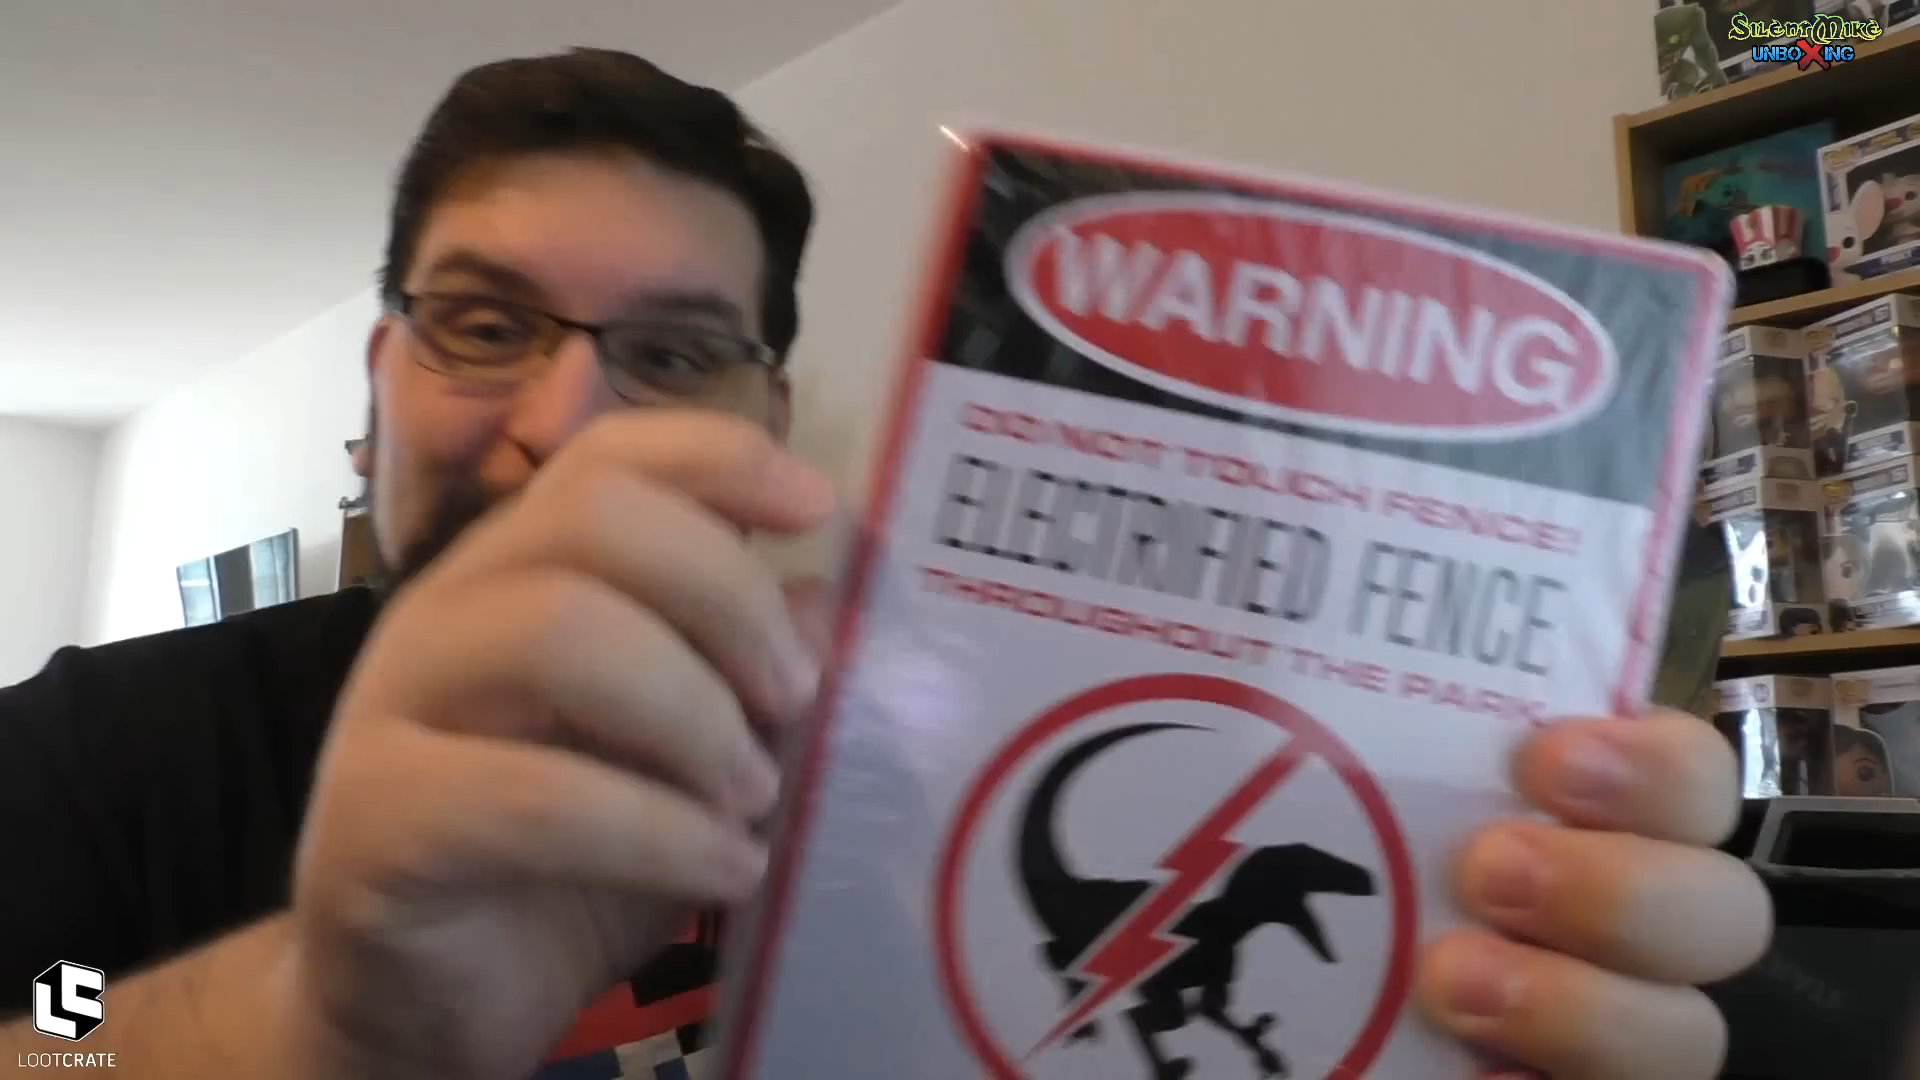 SilentMike
UNBOXING
WARNING
DO NOT TOUCH FENCE!
ELECTRIFIED FENCE
THROUGHOUT THE PARK
LOOTCRATE